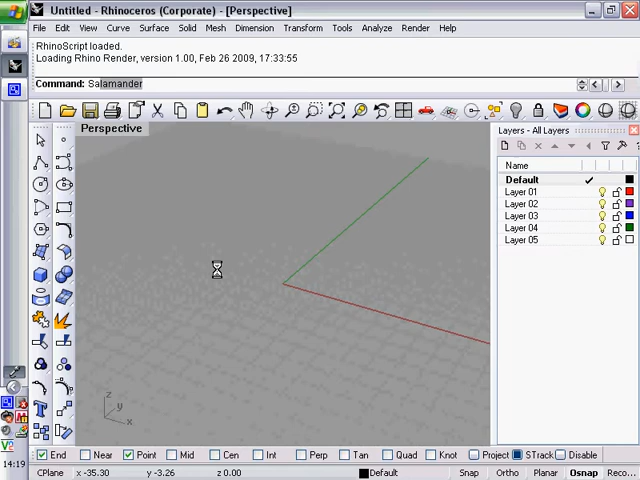 Untitled - Rhinoceros (Corporate) - [Perspective]
File Edit View Curve Surface Solid Mesh Dimension Transform Tools Analyze Render Help
RhinoScript loaded.
Loading Rhino Render, version 1.00, Feb 26 2009, 17:33:55
Command: Salamander
Perspective
Layers - All Layers
Name
Default
Layer 01
Layer 02
Layer 03
Layer 04
Layer 05
z
y
x
End Near Point Mid Cen Int Perp Tan Quad Knot Project STrack Disable
14:19
CPlane x -35.30 y -3.26 z 0.00 Default Snap Ortho Planar Osnap Reco...